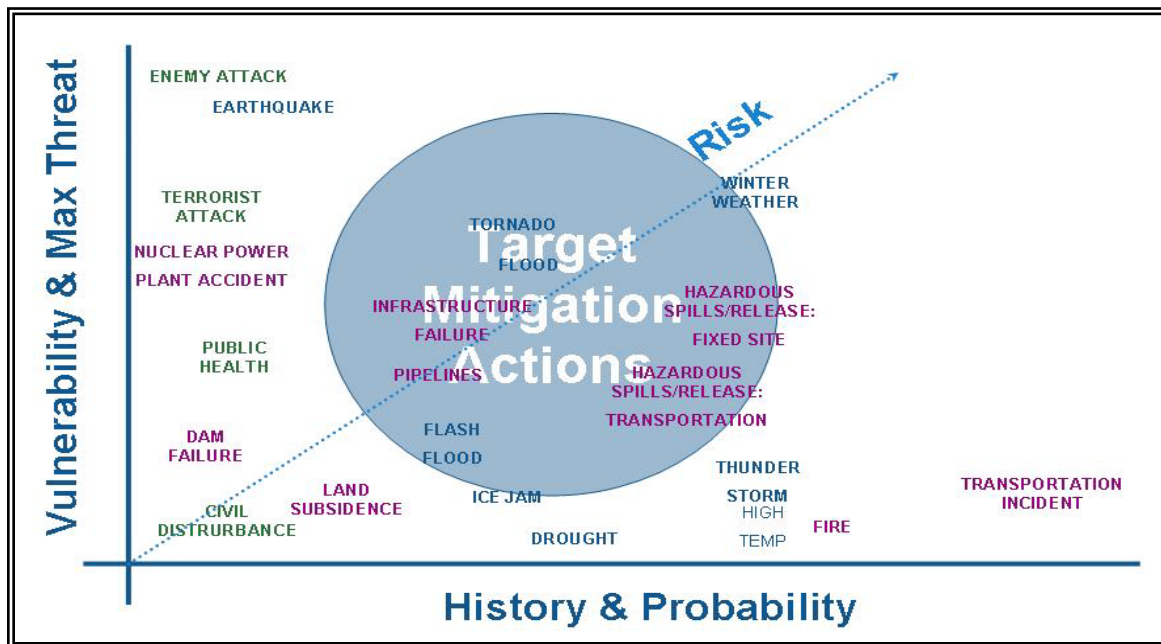 Vulnerability & Max Threat
ENEMY ATTACK
EARTHQUAKE
Risk
WINTER
WEATHER
TERRORIST
ATTACK
TORNADO
Target
NUCLEAR POWER
PLANT ACCIDENT
FLOOD
Mitigation
INFRASTRUCTURE
FAILURE
HAZARDOUS
SPILLS/RELEASE:
FIXED SITE
PUBLIC
HEALTH
Actions
PIPELINES
HAZARDOUS
SPILLS/RELEASE:
TRANSPORTATION
DAM
FAILURE
FLASH
FLOOD
LAND
SUBSIDENCE
ICE JAM
THUNDER
STORM
HIGH
TEMP
TRANSPORTATION
INCIDENT
CIVIL
DISTRURBANCE
DROUGHT
FIRE
History & Probability